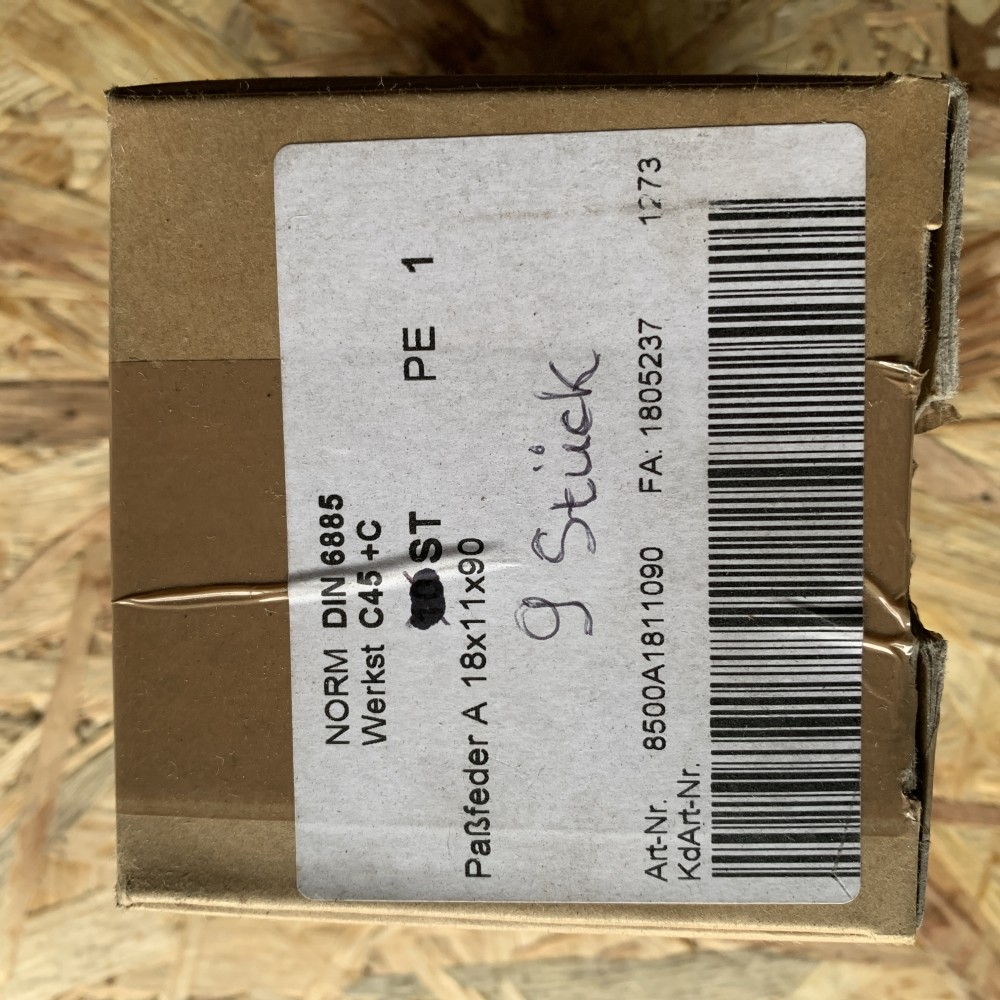 NORM DIN 6885
Werkst C45 +C
ST PE 1
Paßfeder A 18x11x90
9 Stück
Art-Nr. 8500A1811090 FA: 1805237 1273
KdArt-Nr.